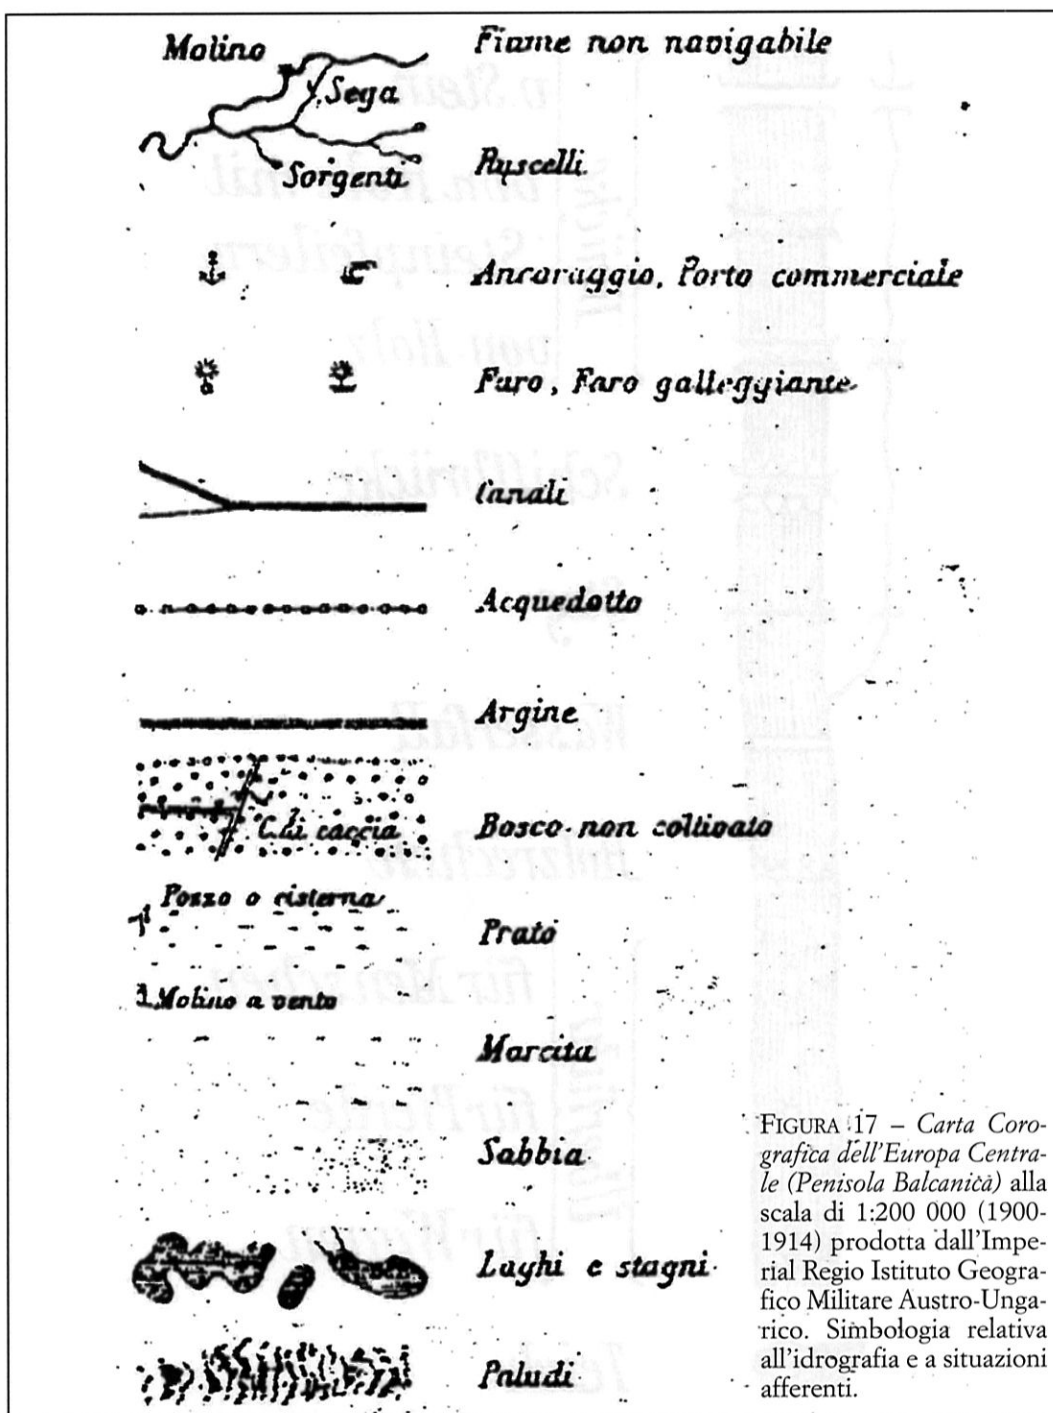 Molino
Fiume non navigabile
Sega
Sorgenti
Ruscelli
Ancoraggio, Porto commerciale
Faro, Faro galleggiante
Canali
Acquedotto
Argine
C. di caccia
Bosco non coltivato
Pozzo o cisterna
Prato
Molino a vento
Marcita
Sabbia
Laghi e stagni
Paludi
FIGURA 17 – Carta Coro-
grafica dell'Europa Centra-
le (Penisola Balcanica) alla
scala di 1:200 000 (1900-
1914) prodotta dall'Impe-
rial Regio Istituto Geogra-
fico Militare Austro-Unga-
rico. Simbologia relativa
all'idrografia e a situazioni
afferenti.